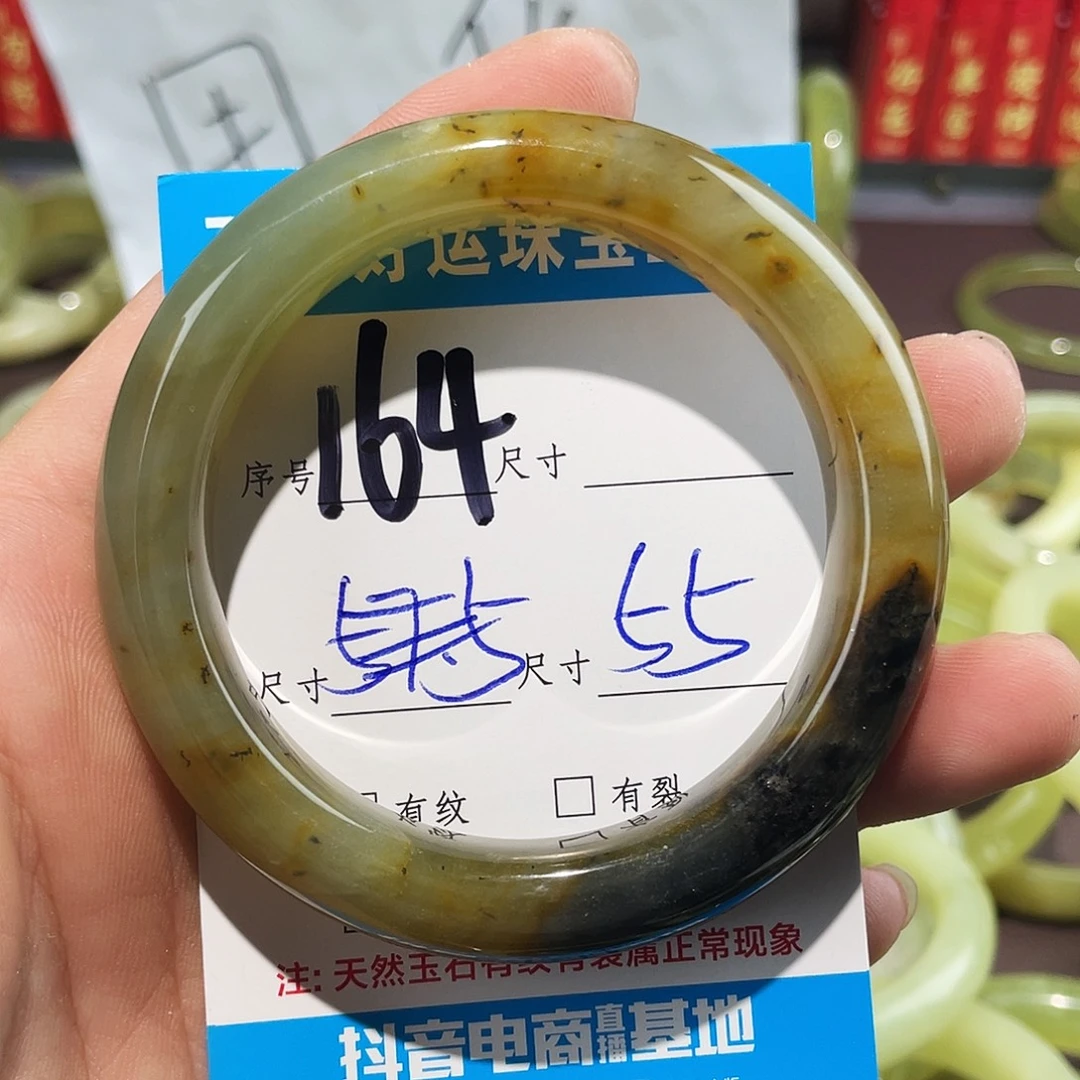 运珠宝
序号 164 尺寸
尺寸 尺寸 55
有纹 □ 有裂
注: 天然玉石有纹有裂属正常现象
抖音电商直播基地